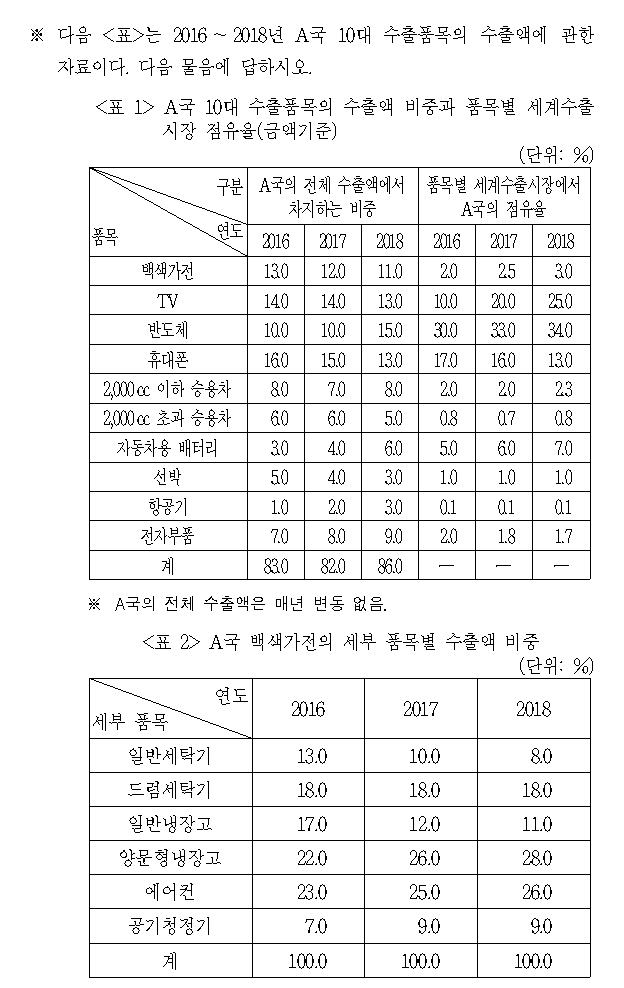 ※ 다음 <표>는 2016 ~ 2018년 A국 10대 수출품목의 수출액에 관한
자료이다. 다음 물음에 답하시오.
<표 1> A국 10대 수출품목의 수출액 비중과 품목별 세계수출
시장 점유율(금액기준)
(단위: %)
구분 A국의 전체 수출액에서 차지하는 비중 품목별 세계수출시장에서 A국의 점유율
품목 연도 2016 2017 2018 2016 2017 2018
백색가전 13.0 12.0 11.0 2.0 2.5 3.0
TV 14.0 14.0 13.0 10.0 20.0 25.0
반도체 10.0 10.0 15.0 30.0 33.0 34.0
휴대폰 16.0 15.0 13.0 17.0 16.0 13.0
2,000cc 이하 승용차 8.0 7.0 8.0 2.0 2.0 2.3
2,000cc 초과 승용차 6.0 6.0 5.0 0.8 0.7 0.8
자동차용 배터리 3.0 4.0 6.0 5.0 6.0 7.0
선박 5.0 4.0 3.0 1.0 1.0 1.0
항공기 1.0 2.0 3.0 0.1 0.1 0.1
전자부품 7.0 8.0 9.0 2.0 1.8 1.7
계 83.0 82.0 86.0 — — —
※ A국의 전체 수출액은 매년 변동 없음.
<표 2> A국 백색가전의 세부 품목별 수출액 비중
(단위: %)
세부 품목 연도 2016 2017 2018
일반세탁기 13.0 10.0 8.0
드럼세탁기 18.0 18.0 18.0
일반냉장고 17.0 12.0 11.0
양문형냉장고 22.0 26.0 28.0
에어컨 23.0 25.0 26.0
공기청정기 7.0 9.0 9.0
계 100.0 100.0 100.0